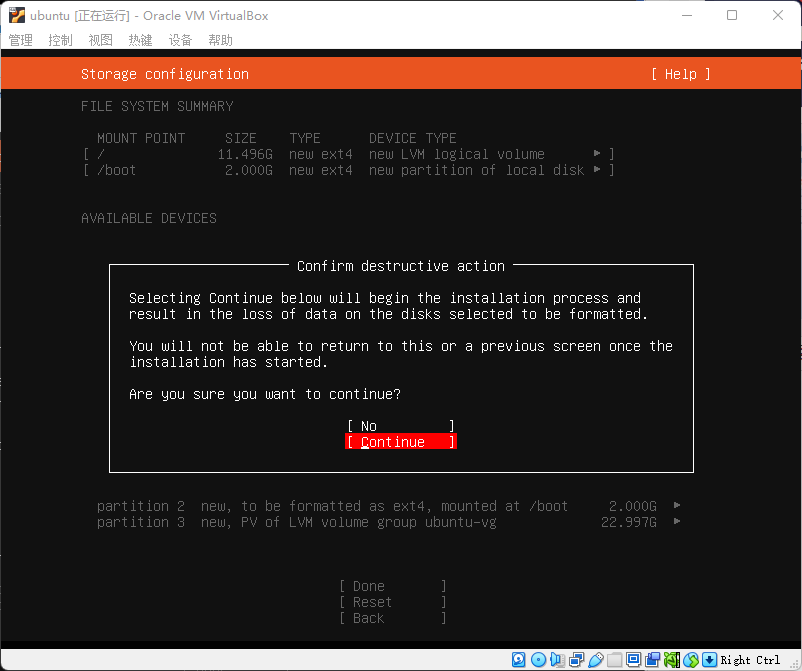 ubuntu [正在运行] - Oracle VM VirtualBox
管理 控制 视图 热键 设备 帮助
Storage configuration [ Help ]
FILE SYSTEM SUMMARY
MOUNT POINT SIZE TYPE DEVICE TYPE
[ / 11.496G new ext4 new LVM logical volume ▸ ]
[ /boot 2.000G new ext4 new partition of local disk ▸ ]
AVAILABLE DEVICES
Confirm destructive action
Selecting Continue below will begin the installation process and
result in the loss of data on the disks selected to be formatted.
You will not be able to return to this or a previous screen once the
installation has started.
Are you sure you want to continue?
[ No ]
[ Continue ]
partition 2 new, to be formatted as ext4, mounted at /boot 2.000G ▸
partition 3 new, PV of LVM volume group ubuntu-vg 22.997G ▸
[ Done ]
[ Reset ]
[ Back ]
Right Ctrl